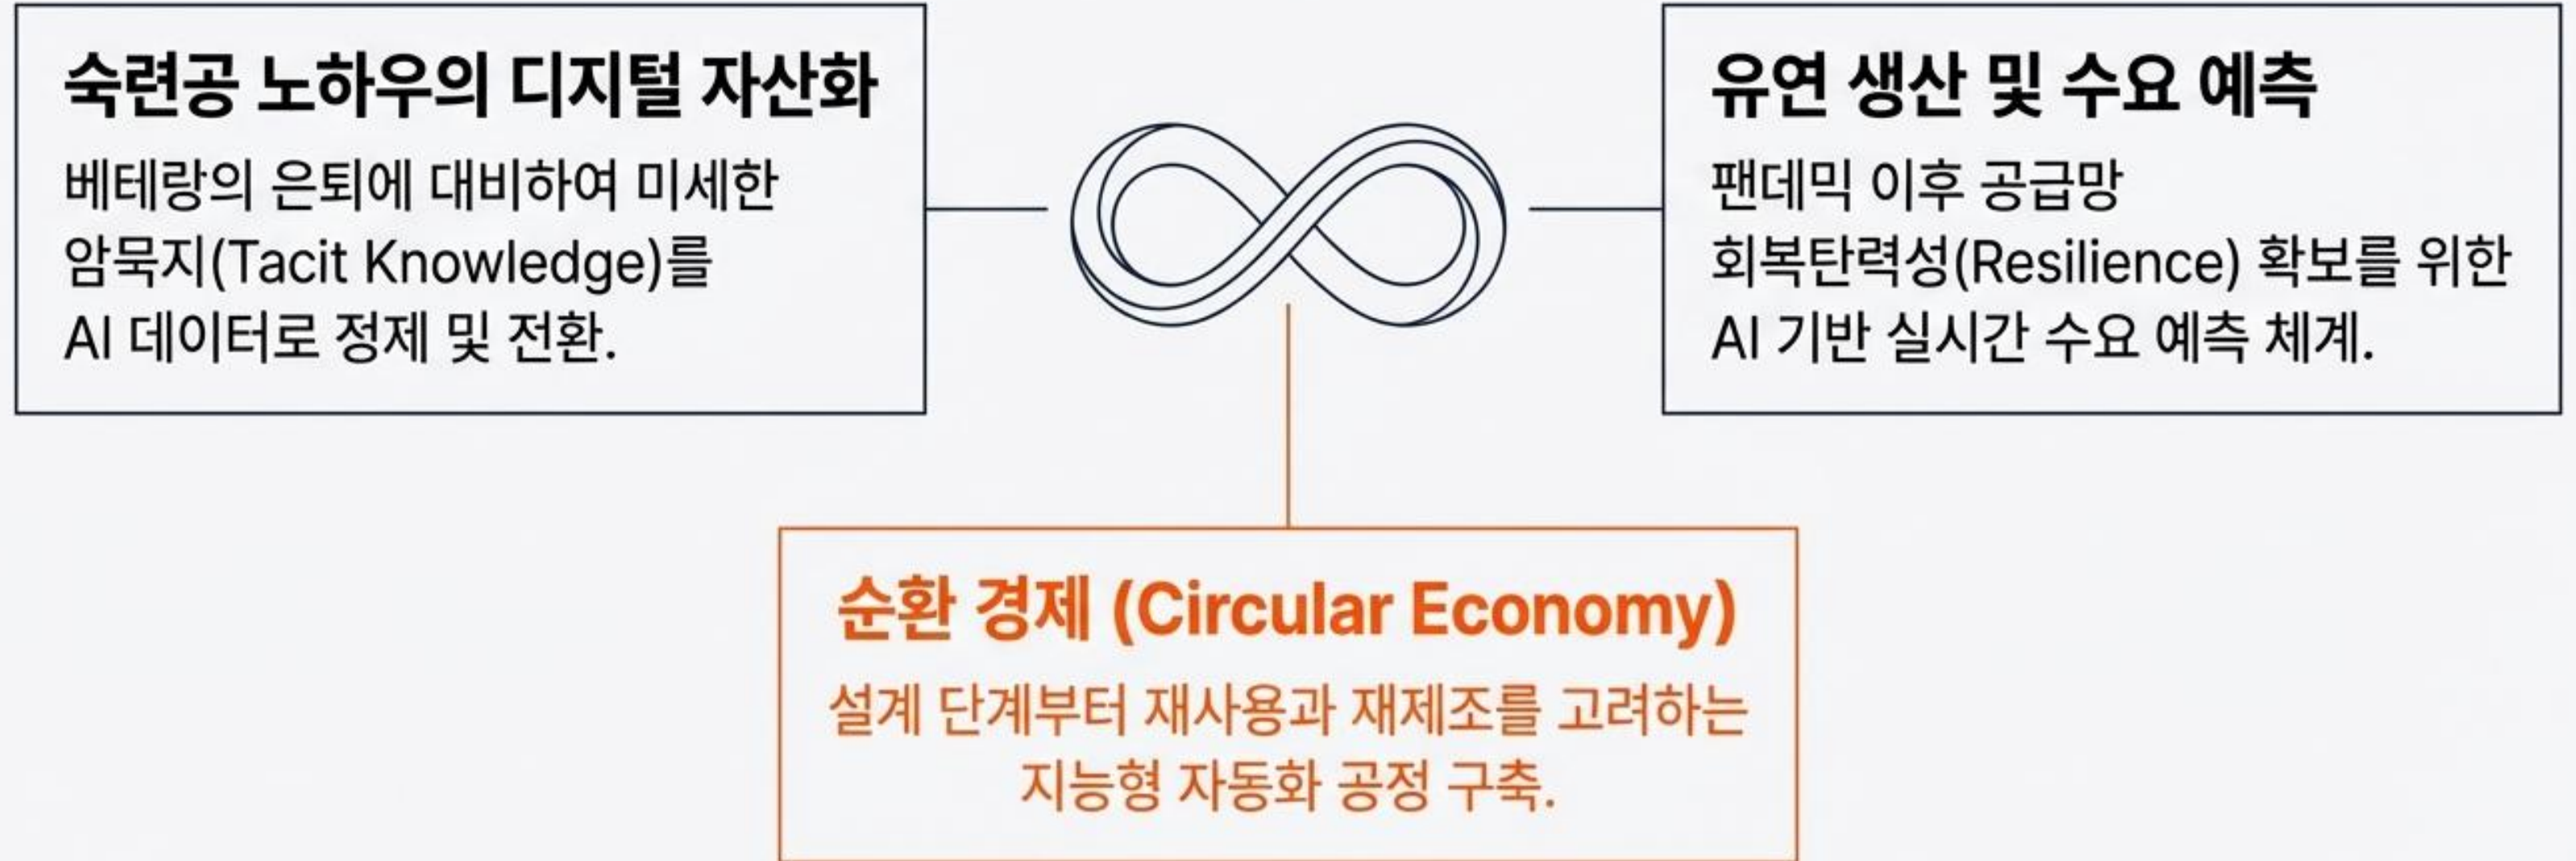 숙련공 노하우의 디지털 자산화
베테랑의 은퇴에 대비하여 미세한
암묵지(Tacit Knowledge)를
AI 데이터로 정제 및 전환.
유연 생산 및 수요 예측
팬데믹 이후 공급망
회복탄력성(Resilience) 확보를 위한
AI 기반 실시간 수요 예측 체계.
순환 경제 (Circular Economy)
설계 단계부터 재사용과 재제조를 고려하는
지능형 자동화 공정 구축.